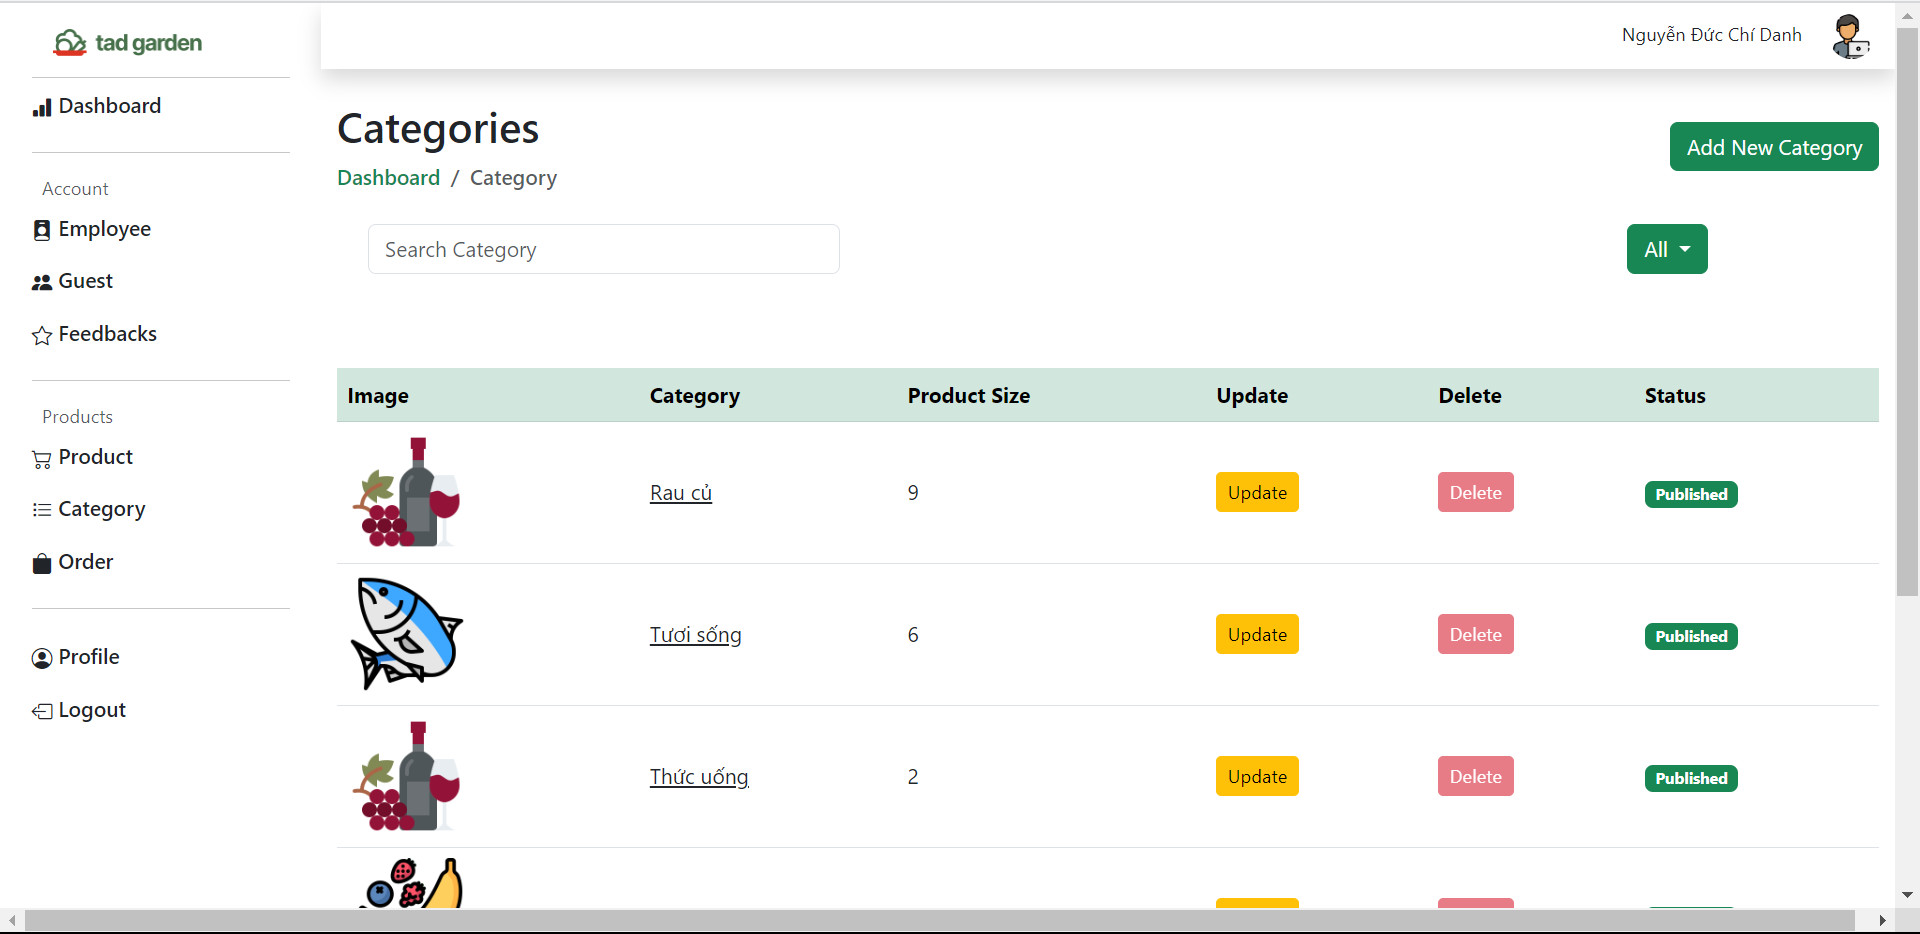 tad garden
Nguyễn Đức Chí Danh
Dashboard
Account
Employee
Guest
Feedbacks
Products
Product
Category
Order
Profile
Logout
Categories
Dashboard / Category
Add New Category
Search Category
All
Image Category Product Size Update Delete Status
Rau củ 9 Update Delete Published
Tươi sống 6 Update Delete Published
Thức uống 2 Update Delete Published